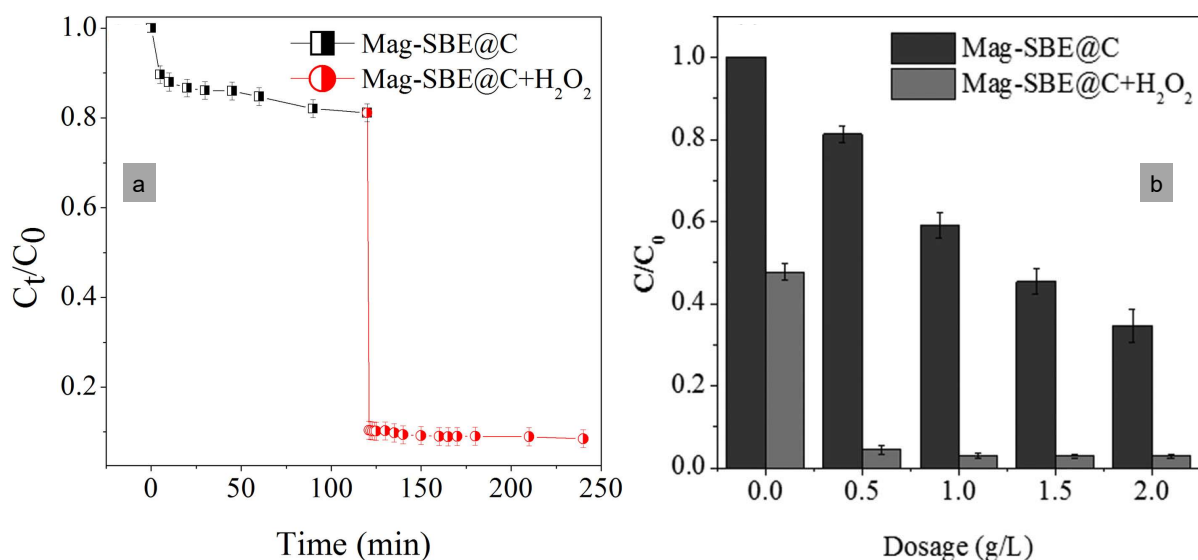 Mag-SBE@C
Mag-SBE@C+H₂O₂
a
Cₜ/C₀
1.0
0.8
0.6
0.4
0.2
0 50 100 150 200 250
Time (min)
Mag-SBE@C
Mag-SBE@C+H₂O₂
b
C/C₀
1.0
0.8
0.6
0.4
0.2
0.0
0.0 0.5 1.0 1.5 2.0
Dosage (g/L)